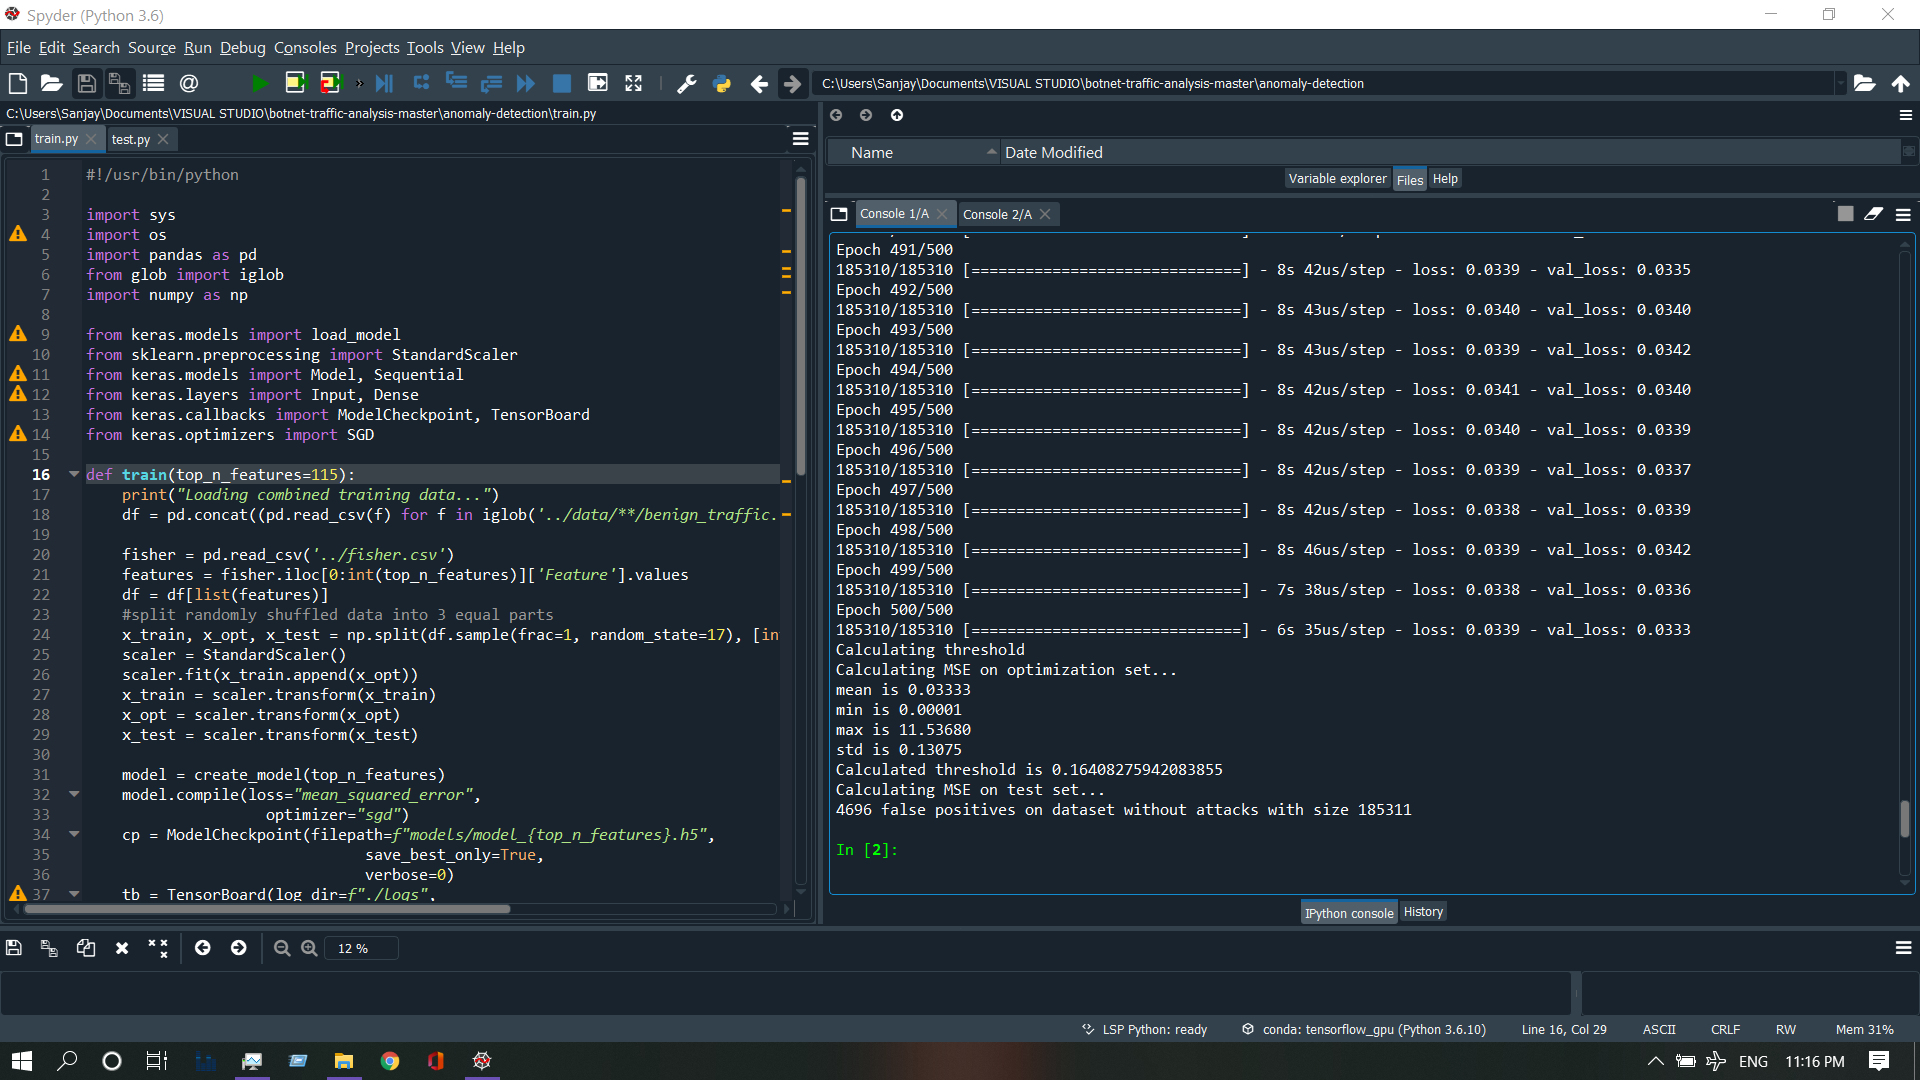 Spyder (Python 3.6)
File Edit Search Source Run Debug Consoles Projects Tools View Help
C:\Users\Sanjay\Documents\VISUAL STUDIO\botnet-traffic-analysis-master\anomaly-detection
C:\Users\Sanjay\Documents\VISUAL STUDIO\botnet-traffic-analysis-master\anomaly-detection\train.py
train.py
test.py
1 #!/usr/bin/python
2
3 import sys
4 import os
5 import pandas as pd
6 from glob import iglob
7 import numpy as np
8
9 from keras.models import load_model
10 from sklearn.preprocessing import StandardScaler
11 from keras.models import Model, Sequential
12 from keras.layers import Input, Dense
13 from keras.callbacks import ModelCheckpoint, TensorBoard
14 from keras.optimizers import SGD
15
16 def train(top_n_features=115):
17 print("Loading combined training data...")
18 df = pd.concat((pd.read_csv(f) for f in iglob('../data/**/benign_traffic.
19
20 fisher = pd.read_csv('../fisher.csv')
21 features = fisher.iloc[0:int(top_n_features)]['Feature'].values
22 df = df[list(features)]
23 #split randomly shuffled data into 3 equal parts
24 x_train, x_opt, x_test = np.split(df.sample(frac=1, random_state=17), [in
25 scaler = StandardScaler()
26 scaler.fit(x_train.append(x_opt))
27 x_train = scaler.transform(x_train)
28 x_opt = scaler.transform(x_opt)
29 x_test = scaler.transform(x_test)
30
31 model = create_model(top_n_features)
32 model.compile(loss="mean_squared_error",
33 optimizer="sgd")
34 cp = ModelCheckpoint(filepath=f"models/model_{top_n_features}.h5",
35 save_best_only=True,
36 verbose=0)
37 tb = TensorBoard(log_dir=f"./logs",
Name Date Modified
Variable explorer Files Help
Console 1/A Console 2/A
Epoch 491/500
185310/185310 [==============================] - 8s 42us/step - loss: 0.0339 - val_loss: 0.0335
Epoch 492/500
185310/185310 [==============================] - 8s 43us/step - loss: 0.0340 - val_loss: 0.0340
Epoch 493/500
185310/185310 [==============================] - 8s 43us/step - loss: 0.0339 - val_loss: 0.0342
Epoch 494/500
185310/185310 [==============================] - 8s 42us/step - loss: 0.0341 - val_loss: 0.0340
Epoch 495/500
185310/185310 [==============================] - 8s 42us/step - loss: 0.0340 - val_loss: 0.0339
Epoch 496/500
185310/185310 [==============================] - 8s 42us/step - loss: 0.0339 - val_loss: 0.0337
Epoch 497/500
185310/185310 [==============================] - 8s 42us/step - loss: 0.0338 - val_loss: 0.0339
Epoch 498/500
185310/185310 [==============================] - 8s 46us/step - loss: 0.0339 - val_loss: 0.0342
Epoch 499/500
185310/185310 [==============================] - 7s 38us/step - loss: 0.0338 - val_loss: 0.0336
Epoch 500/500
185310/185310 [==============================] - 6s 35us/step - loss: 0.0339 - val_loss: 0.0333
Calculating threshold
Calculating MSE on optimization set...
mean is 0.03333
min is 0.00001
max is 11.53680
std is 0.13075
Calculated threshold is 0.16408275942083855
Calculating MSE on test set...
4696 false positives on dataset without attacks with size 185311
In [2]:
IPython console History
12 %
LSP Python: ready conda: tensorflow_gpu (Python 3.6.10) Line 16, Col 29 ASCII CRLF RW Mem 31%
ENG 11:16 PM